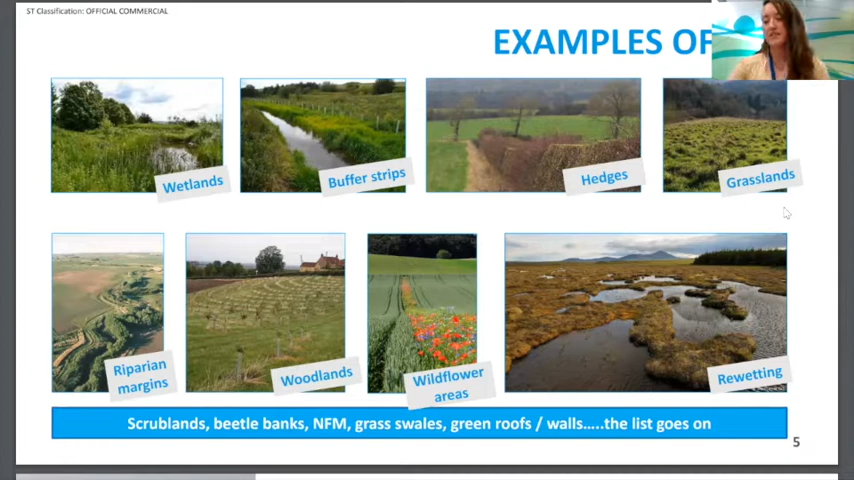 ST Classification: OFFICIAL COMMERCIAL
EXAMPLES OF
Wetlands
Buffer strips
Hedges
Grasslands
Riparian
margins
Woodlands
Wildflower
areas
Rewetting
Scrublands, beetle banks, NFM, grass swales, green roofs / walls…..the list goes on
5